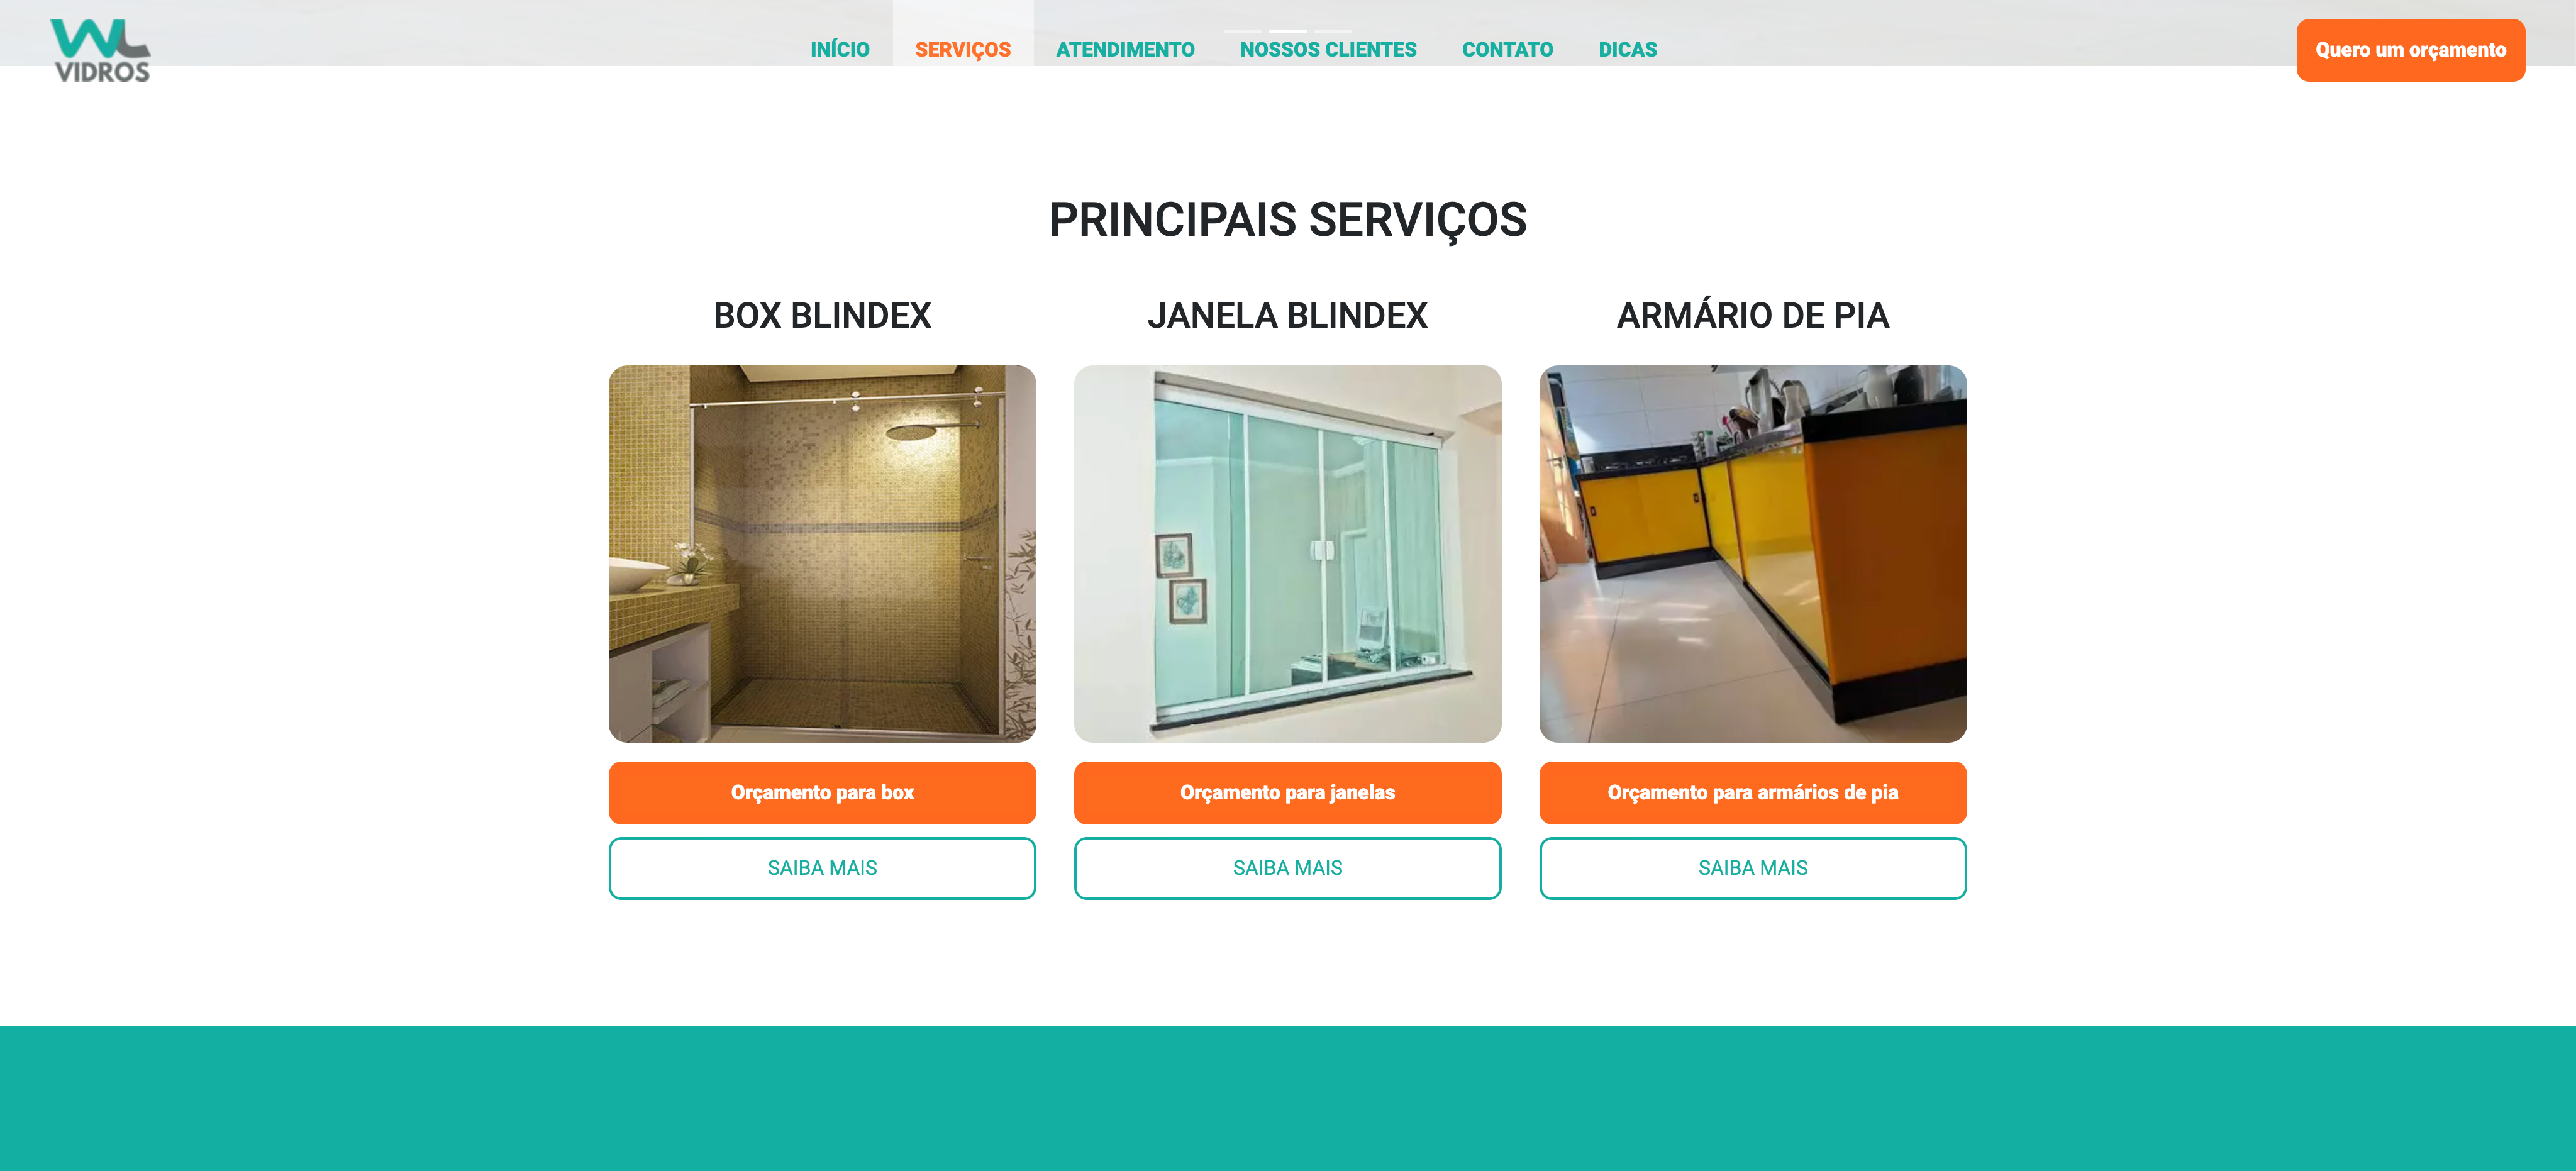 WL
VIDROS
INÍCIO
SERVIÇOS
ATENDIMENTO
NOSSOS CLIENTES
CONTATO
DICAS
Quero um orçamento
PRINCIPAIS SERVIÇOS
BOX BLINDEX
JANELA BLINDEX
ARMÁRIO DE PIA
Orçamento para box
Orçamento para janelas
Orçamento para armários de pia
SAIBA MAIS
SAIBA MAIS
SAIBA MAIS